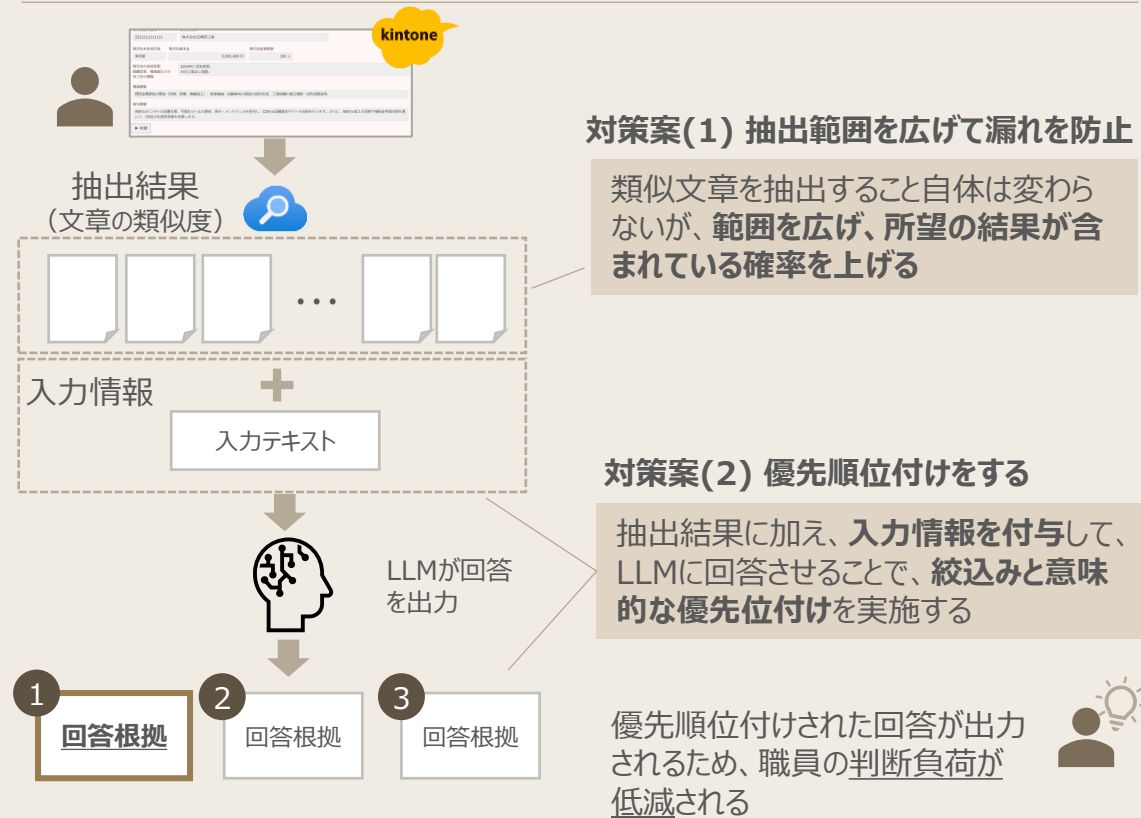 kintone
対策案(1) 抽出範囲を広げて漏れを防止
抽出結果
（文章の類似度）
類似文章を抽出すること自体は変わら
ないが、範囲を広げ、所望の結果が含
まれている確率を上げる
・・・
入力情報
入力テキスト
対策案(2) 優先順位付けをする
抽出結果に加え、入力情報を付与して、
LLMに回答させることで、絞込みと意味
的な優先位付けを実施する
LLMが回答
を出力
1
回答根拠
2
回答根拠
3
回答根拠
優先順位付けされた回答が出力
されるため、職員の判断負荷が
低減される